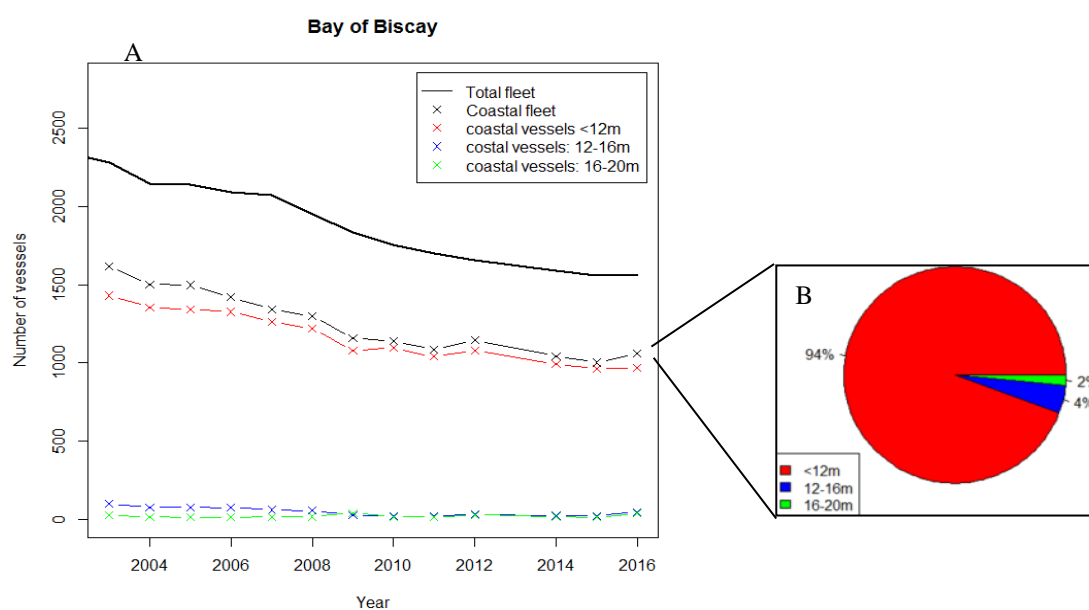 Bay of Biscay
A
Total fleet
Coastal fleet
coastal vessels <12m
costal vessels: 12-16m
coastal vessels: 16-20m
Number of vesssels
2500
2000
1500
1000
500
0
2004 2006 2008 2010 2012 2014 2016
Year
B
94%
2%
4%
<12m
12-16m
16-20m